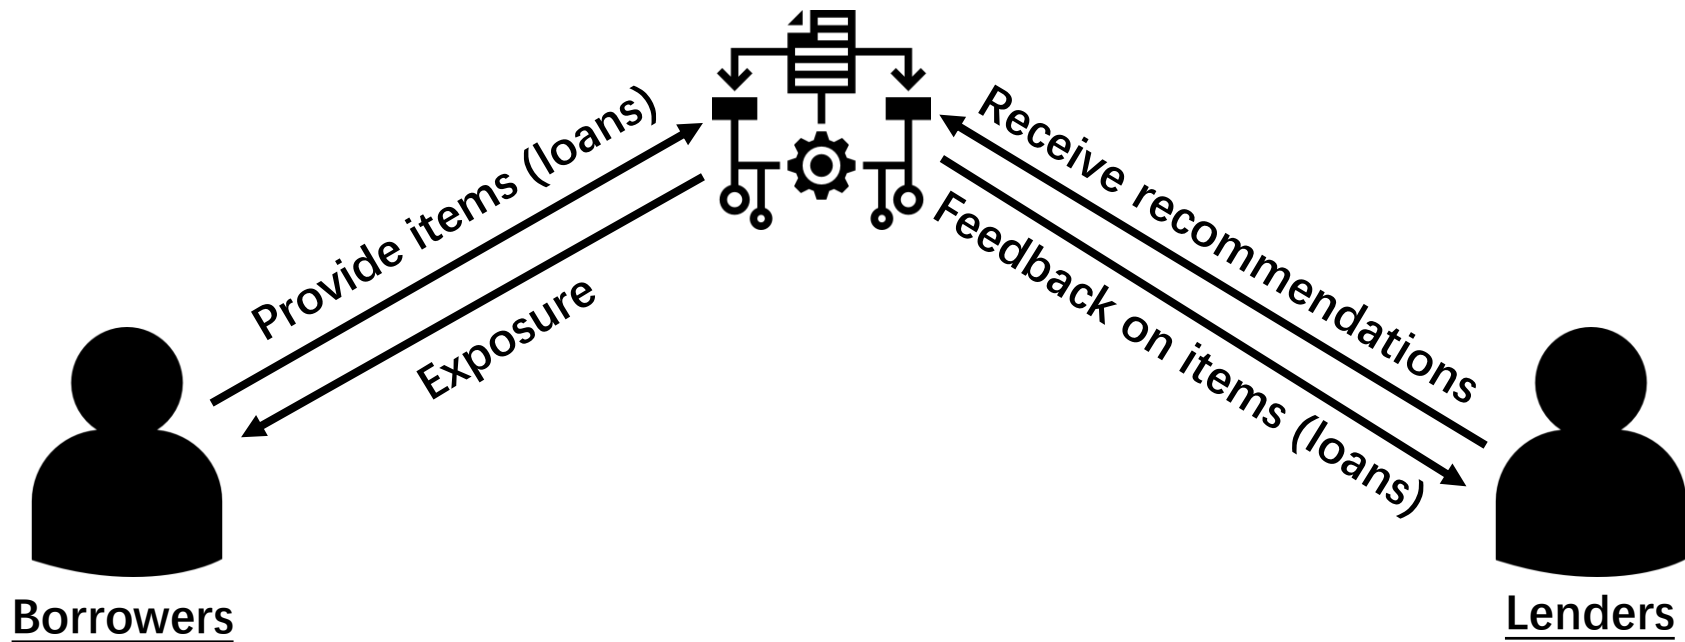 Provide items (loans)
Exposure
Receive recommendations
Feedback on items (loans)
Borrowers
Lenders